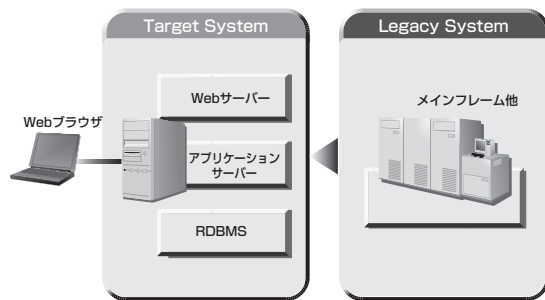 Target System
Legacy System
Webサーバー
メインフレーム他
Webブラウザ
アプリケーション
サーバー
RDBMS